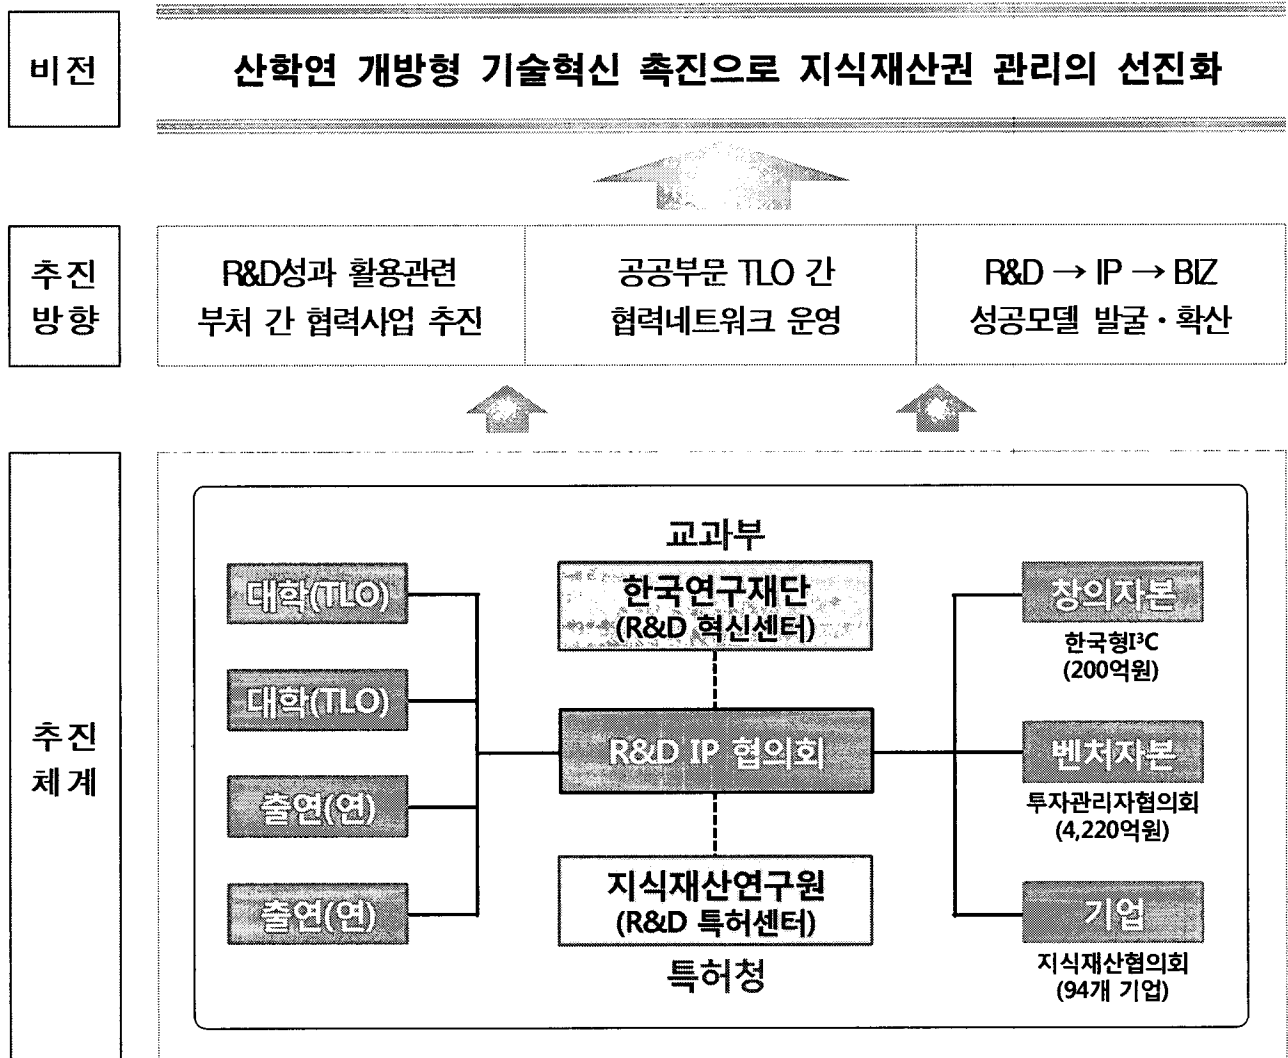 비전
산학연 개방형 기술혁신 촉진으로 지식재산권 관리의 선진화
추진
방향
R&D성과 활용관련
부처 간 협력사업 추진
공공부문 TLO 간
협력네트워크 운영
R&D → IP → BIZ
성공모델 발굴・확산
추진
체계
교과부
대학(TLO)
대학(TLO)
출연(연)
출연(연)
한국연구재단
(R&D 혁신센터)
R&D IP 협의회
지식재산연구원
(R&D 특허센터)
특허청
창의자본
한국형I³C
(200억원)
벤처자본
투자관리자협의회
(4,220억원)
기업
지식재산협의회
(94개 기업)